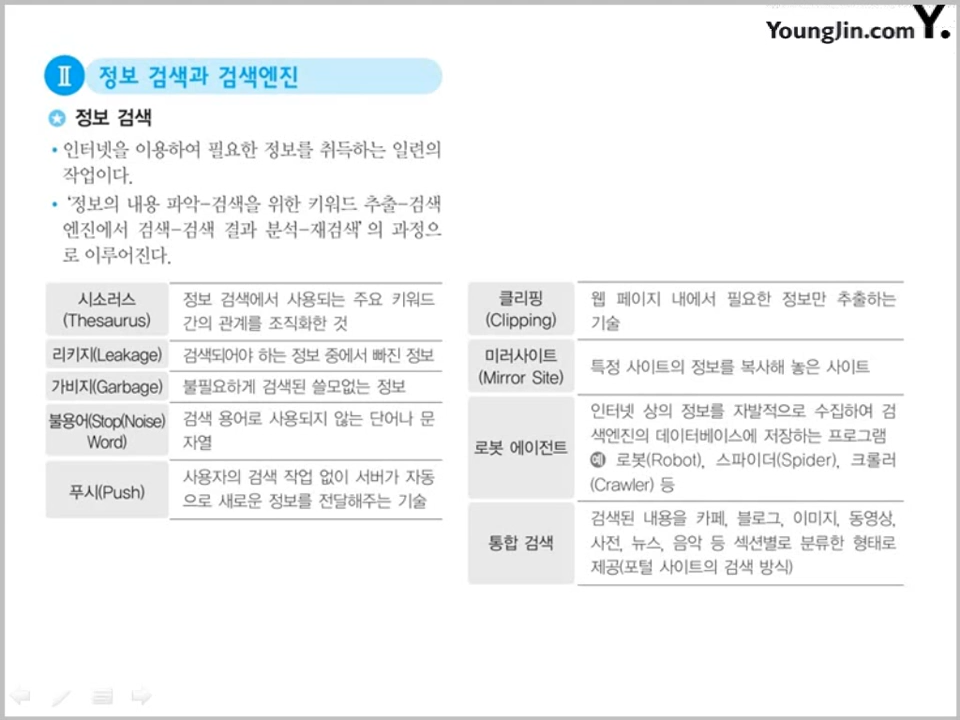 YoungJin.com Y.
Ⅱ 정보 검색과 검색엔진
정보 검색
• 인터넷을 이용하여 필요한 정보를 취득하는 일련의
작업이다.
• ‘정보의 내용 파악-검색을 위한 키워드 추출-검색
엔진에서 검색-검색 결과 분석-재검색’의 과정으
로 이루어진다.
시소러스
(Thesaurus)
정보 검색에서 사용되는 주요 키워드
간의 관계를 조직화한 것
리키지(Leakage)
검색되어야 하는 정보 중에서 빠진 정보
가비지(Garbage)
불필요하게 검색된 쓸모없는 정보
불용어(Stop(Noise)
Word)
검색 용어로 사용되지 않는 단어나 문
자열
푸시(Push)
사용자의 검색 작업 없이 서버가 자동
으로 새로운 정보를 전달해주는 기술
클리핑
(Clipping)
웹 페이지 내에서 필요한 정보만 추출하는
기술
미러사이트
(Mirror Site)
특정 사이트의 정보를 복사해 놓은 사이트
로봇 에이전트
인터넷 상의 정보를 자발적으로 수집하여 검
색엔진의 데이터베이스에 저장하는 프로그램
예 로봇(Robot), 스파이더(Spider), 크롤러
(Crawler) 등
통합 검색
검색된 내용을 카페, 블로그, 이미지, 동영상,
사전, 뉴스, 음악 등 섹션별로 분류한 형태로
제공(포털 사이트의 검색 방식)